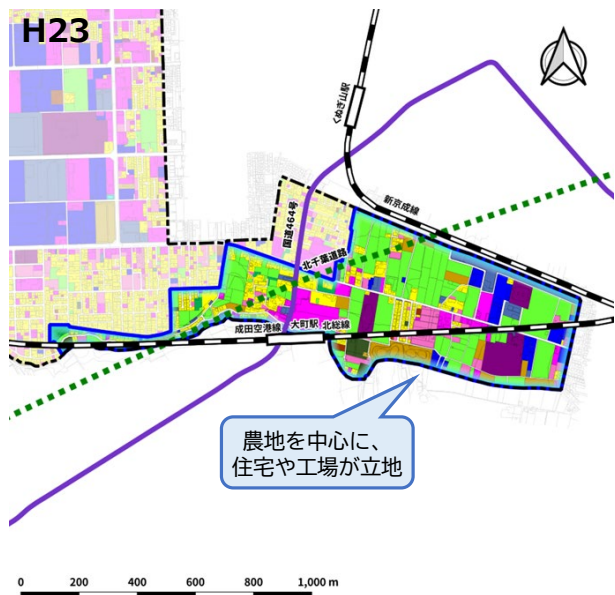 H23
くぬぎ山駅
新京成線
国道464号
北千葉道路
成田空港線 大町駅 北総線
農地を中心に、
住宅や工場が立地
0 200 400 600 800 1,000 m